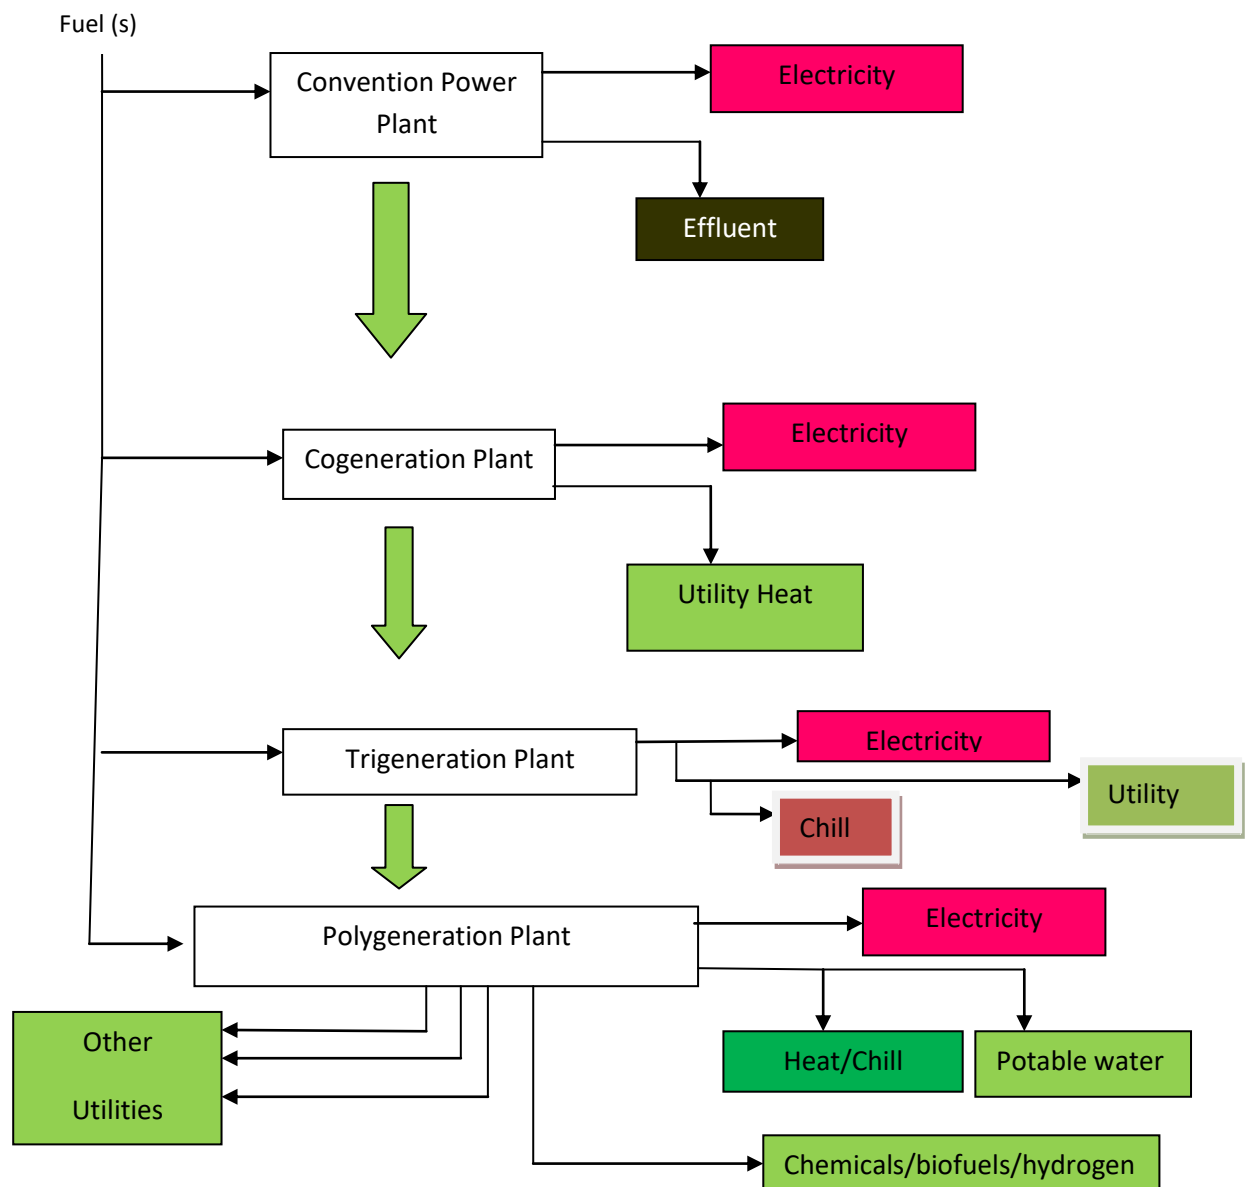 Fuel (s)
Convention Power
Plant
Electricity
Effluent
Cogeneration Plant
Electricity
Utility Heat
Trigeneration Plant
Electricity
Utility
Chill
Polygeneration Plant
Electricity
Other
Utilities
Heat/Chill
Potable water
Chemicals/biofuels/hydrogen